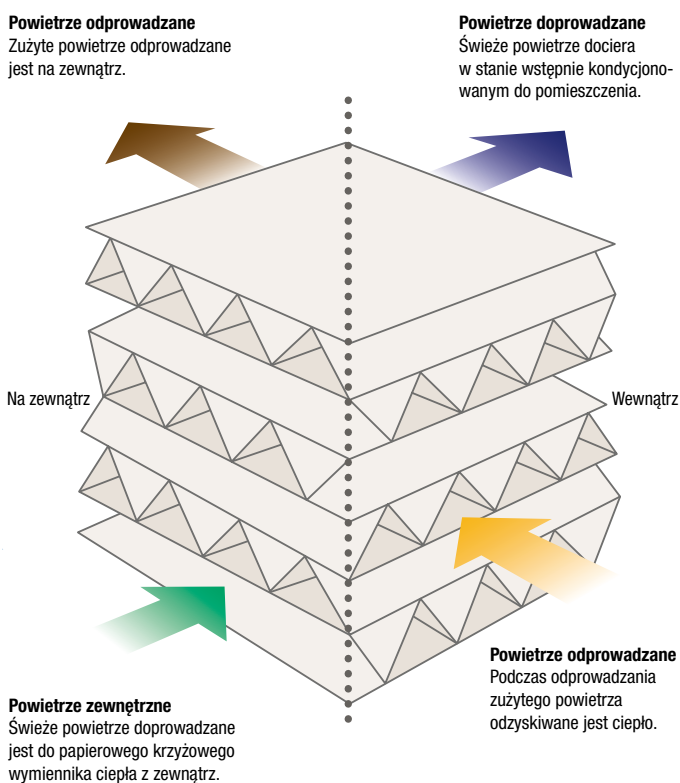 Powietrze odprowadzane
Zużyte powietrze odprowadzane
jest na zewnątrz.
Powietrze doprowadzane
Świeże powietrze dociera
w stanie wstępnie kondycjono-
wanym do pomieszczenia.
Na zewnątrz
Wewnątrz
Powietrze odprowadzane
Podczas odprowadzania
zużytego powietrza
odzyskiwane jest ciepło.
Powietrze zewnętrzne
Świeże powietrze doprowadzane
jest do papierowego krzyżowego
wymiennika ciepła z zewnątrz.